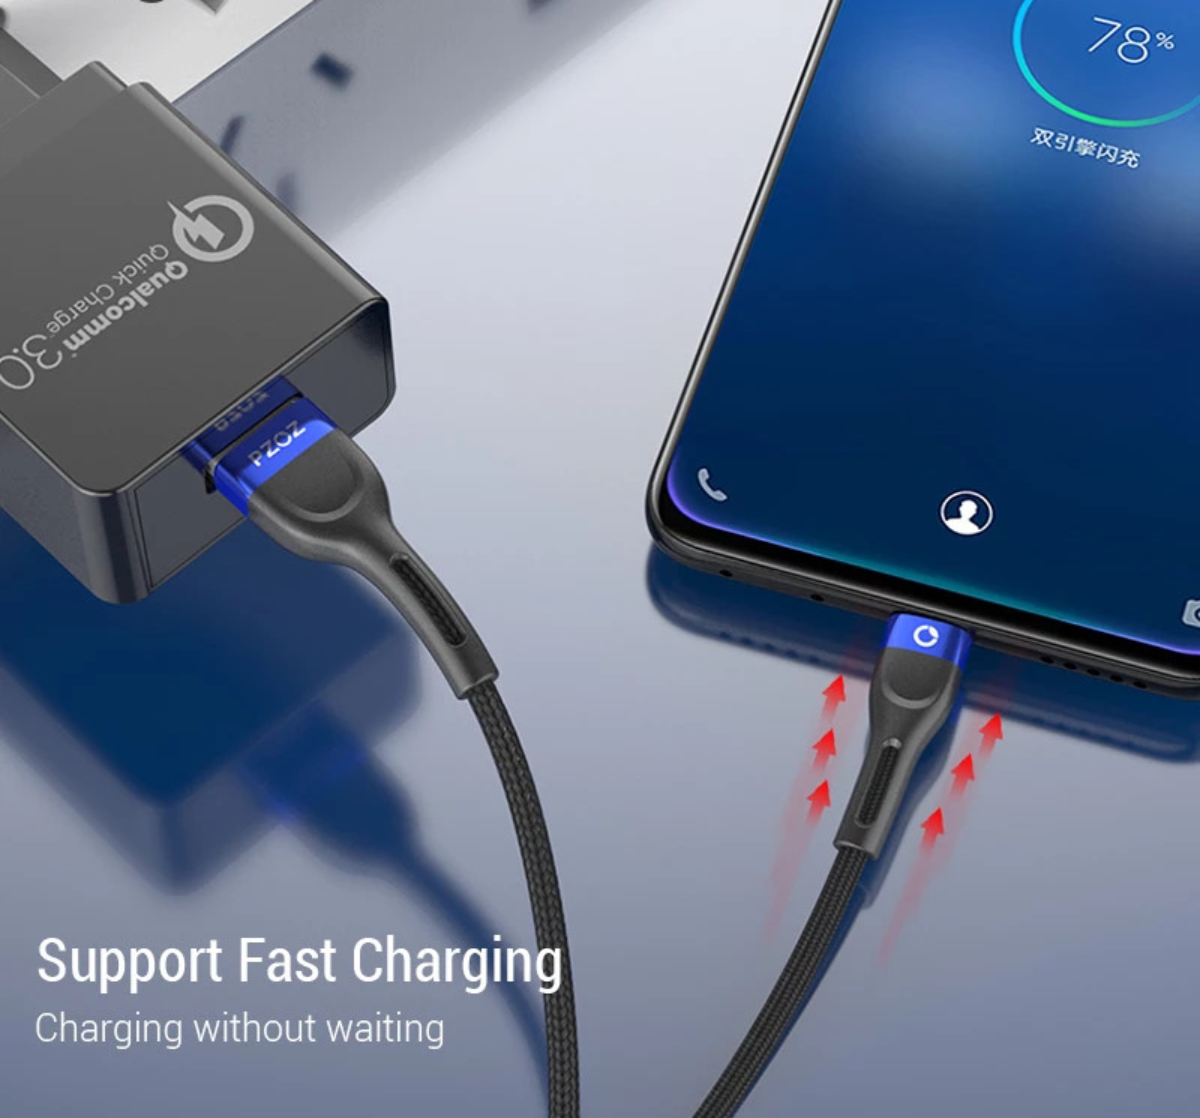 78%
双引擎闪充
Qualcomm
Quick Charge 3.0
PZOZ
Support Fast Charging
Charging without waiting